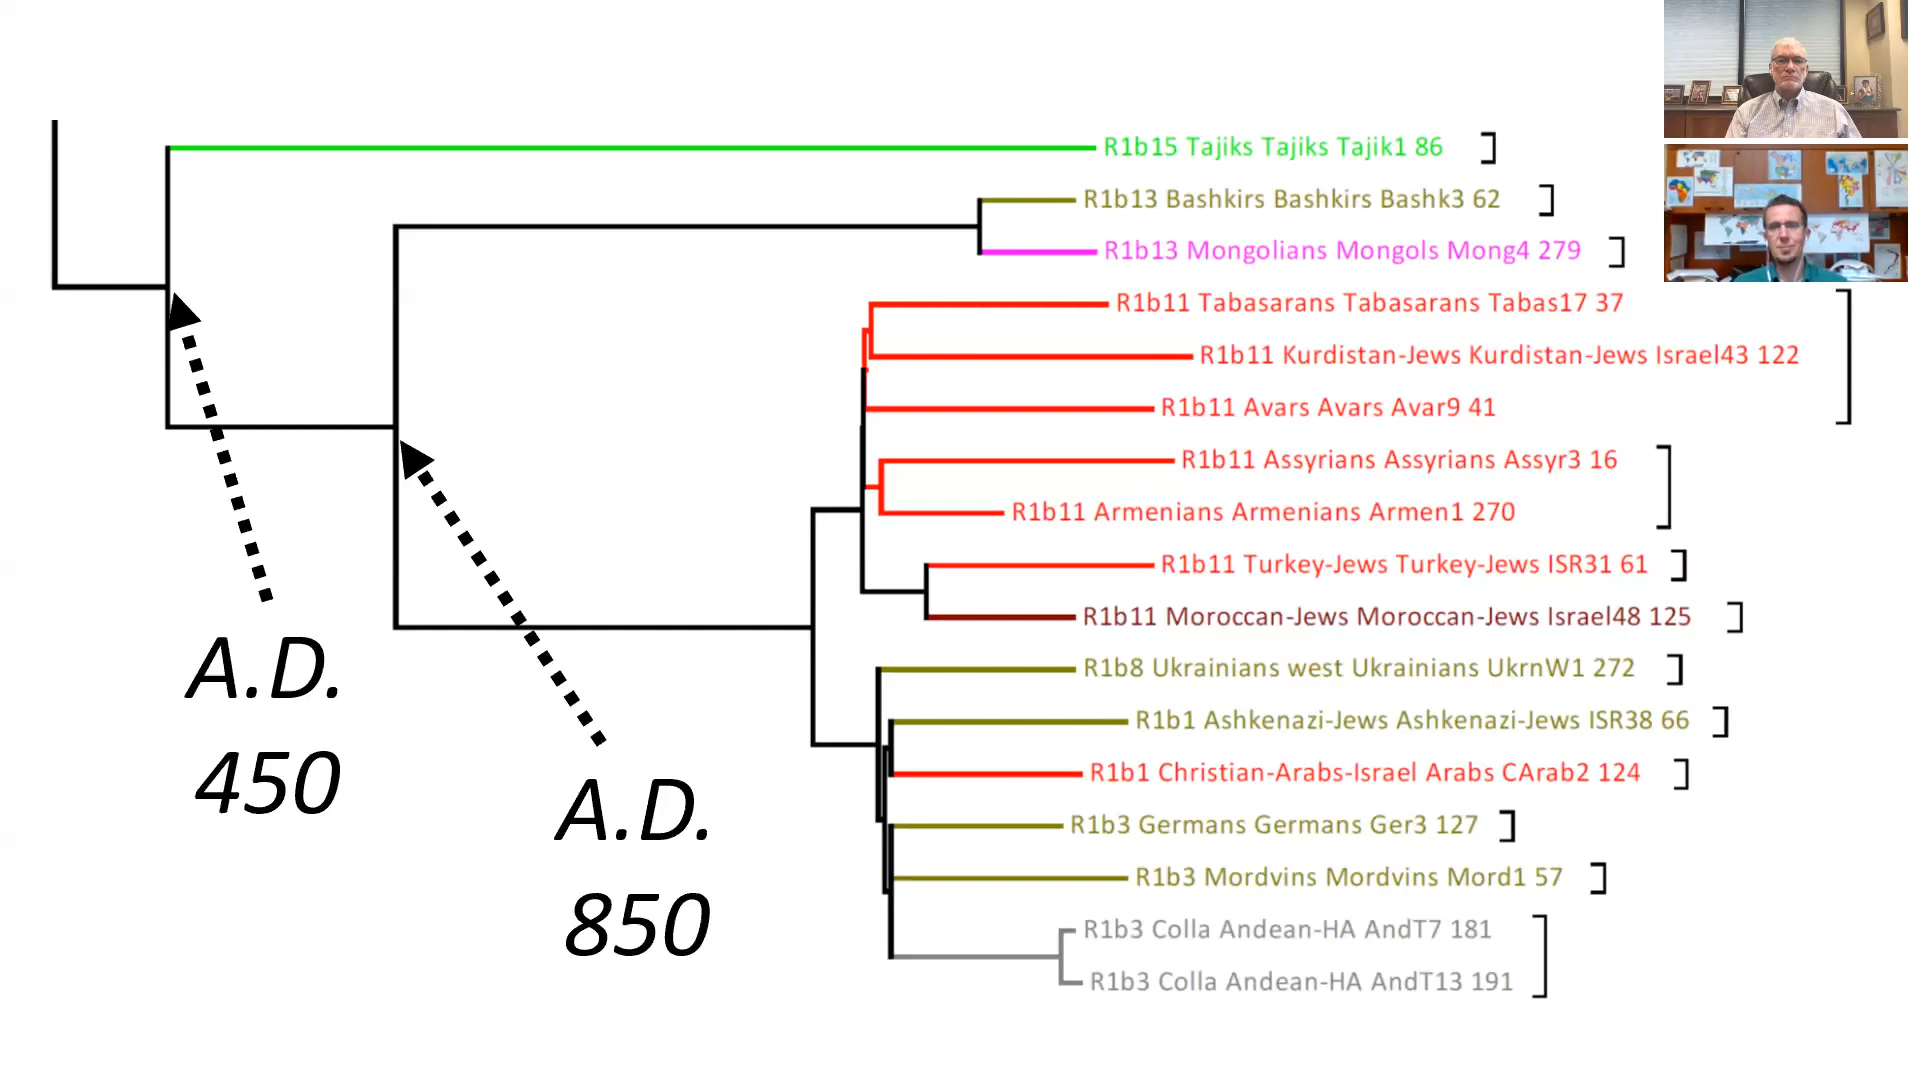 R1b15 Tajiks Tajiks Tajik1 86
R1b13 Bashkirs Bashkirs Bashk3 62
R1b13 Mongolians Mongols Mong4 279
R1b11 Tabasarans Tabasarans Tabas17 37
R1b11 Kurdistan-Jews Kurdistan-Jews Israel43 122
R1b11 Avars Avars Avar9 41
R1b11 Assyrians Assyrians Assyr3 16
R1b11 Armenians Armenians Armen1 270
R1b11 Turkey-Jews Turkey-Jews ISR31 61
R1b11 Moroccan-Jews Moroccan-Jews Israel48 125
R1b8 Ukrainians west Ukrainians UkrnW1 272
R1b1 Ashkenazi-Jews Ashkenazi-Jews ISR38 66
R1b1 Christian-Arabs-Israel Arabs CArab2 124
R1b3 Germans Germans Ger3 127
R1b3 Mordvins Mordvins Mord1 57
R1b3 Colla Andean-HA AndT7 181
R1b3 Colla Andean-HA AndT13 191
A.D.
450
A.D.
850